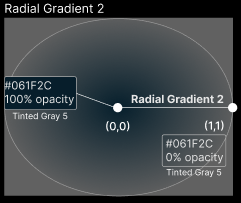 Radial Gradient 2
#061F2C
100% opacity
Tinted Gray 5
Radial Gradient 2
(0,0)
(1,1)
#061F2C
0% opacity
Tinted Gray 5